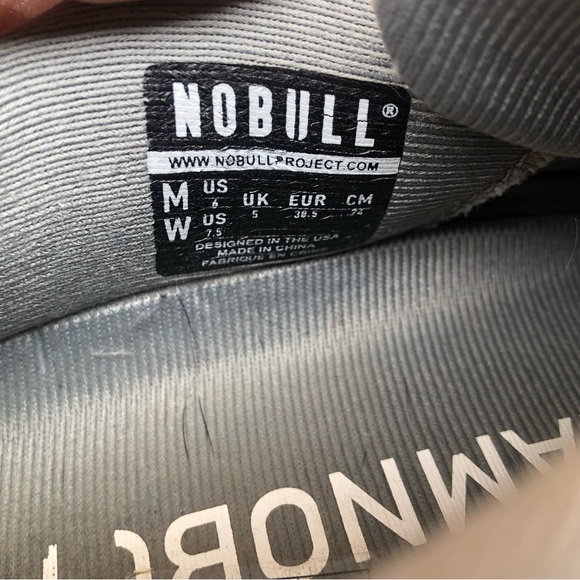 NOBULL®
WWW.NOBULLPROJECT.COM
M US 6 UK 5 EUR 38.5 CM 24
W US 7.5
DESIGNED IN THE USA
MADE IN CHINA
FABRIQUE EN CHINE
AMNOB